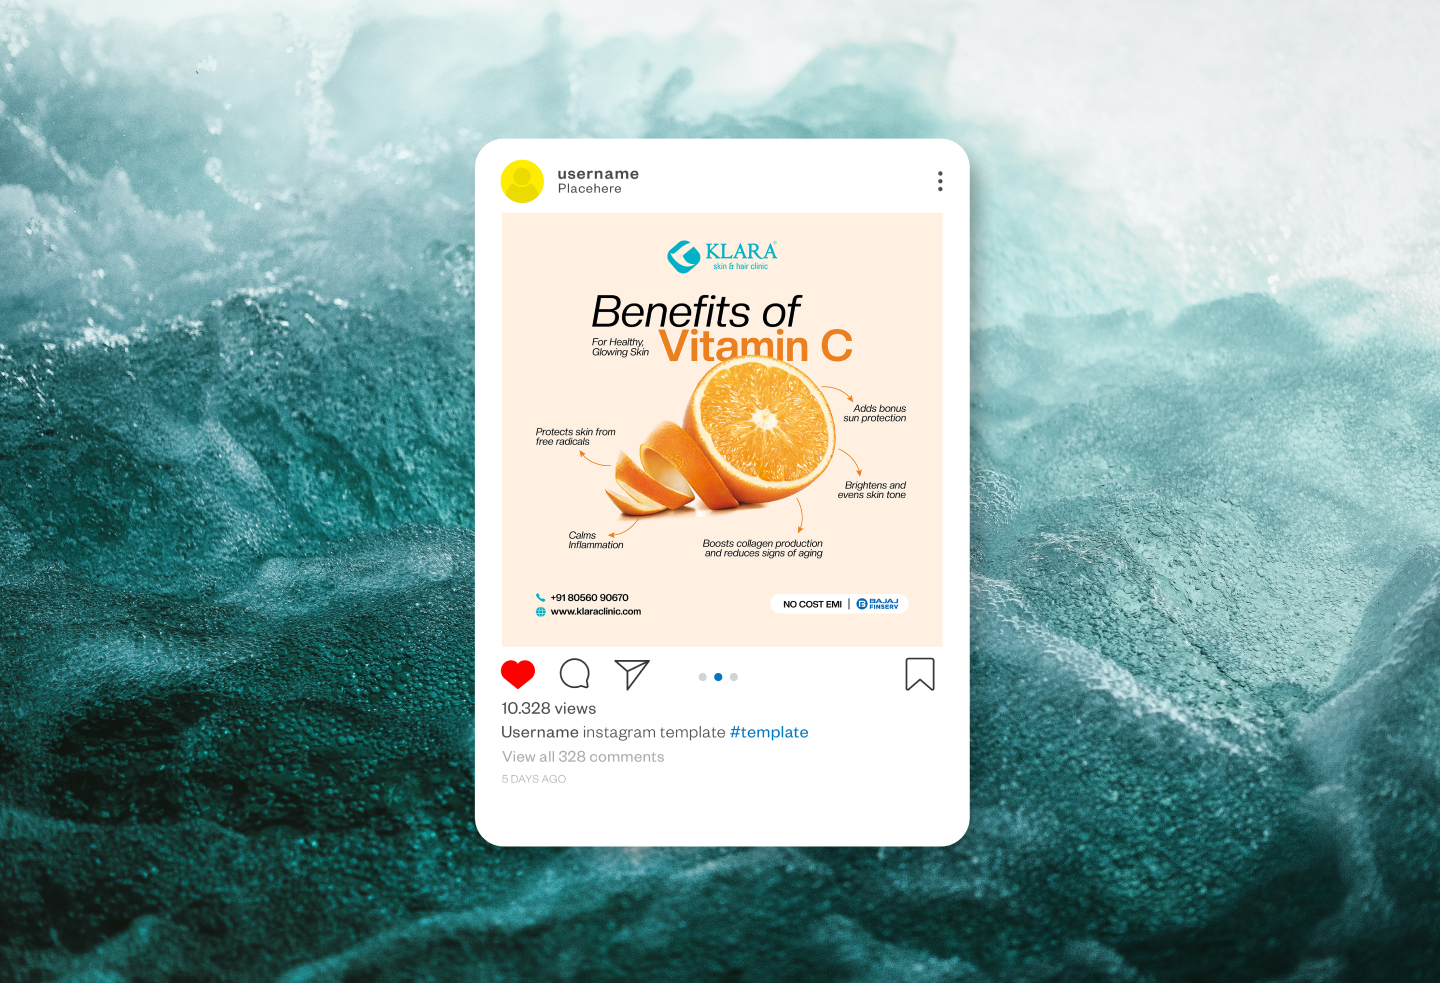 username
Placehere
KLARA
skin & hair clinic
Benefits of
For Healthy,
Glowing Skin
Vitamin C
Adds bonus
sun protection
Protects skin from
free radicals
Brightens and
evens skin tone
Calms
Inflammation
Boosts collagen production
and reduces signs of aging
+91 80560 90670
www.klaraclinic.com
NO COST EMI | BAJAJ
FINSERV
10.328 views
Username instagram template #template
View all 328 comments
5 DAYS AGO